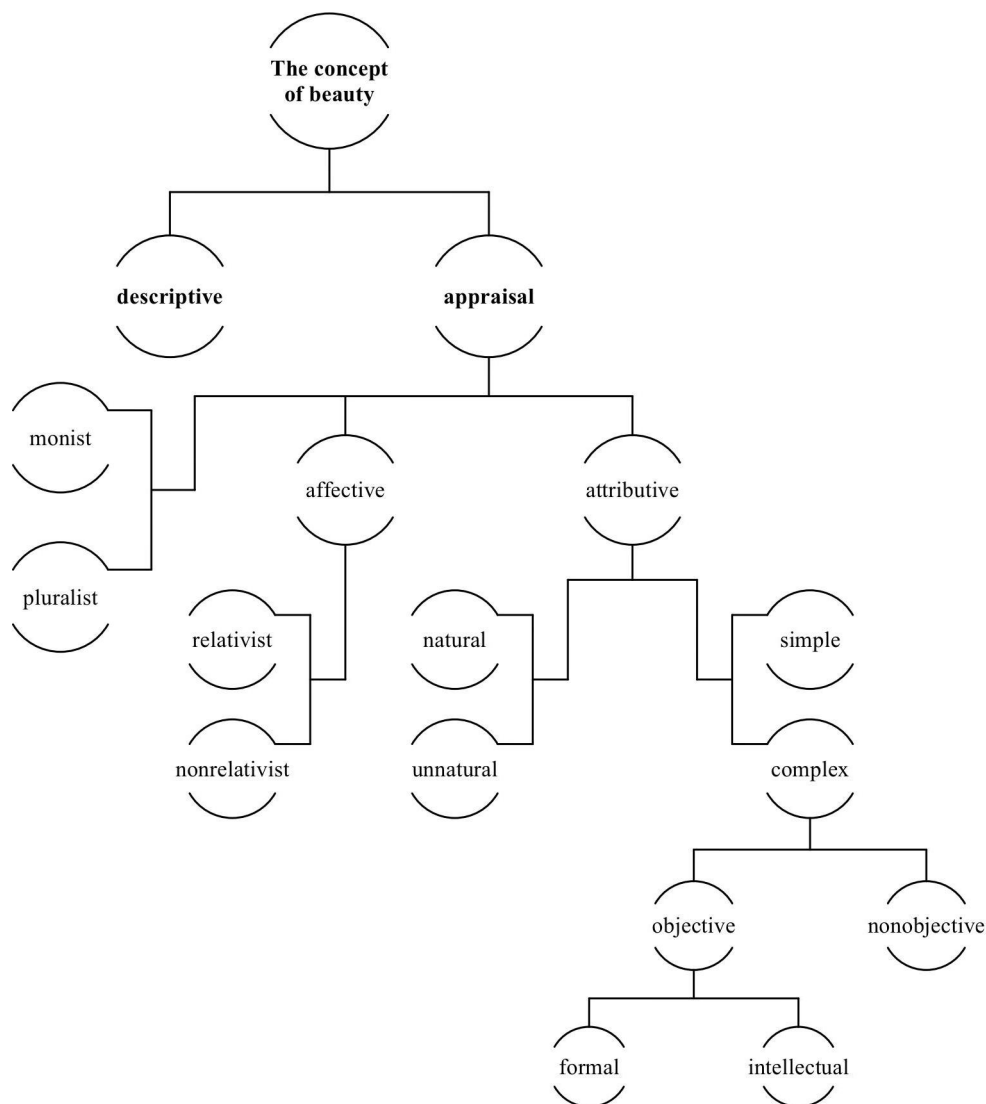 The concept
of beauty
descriptive
appraisal
monist
affective
attributive
pluralist
relativist
natural
simple
nonrelativist
unnatural
complex
objective
nonobjective
formal
intellectual